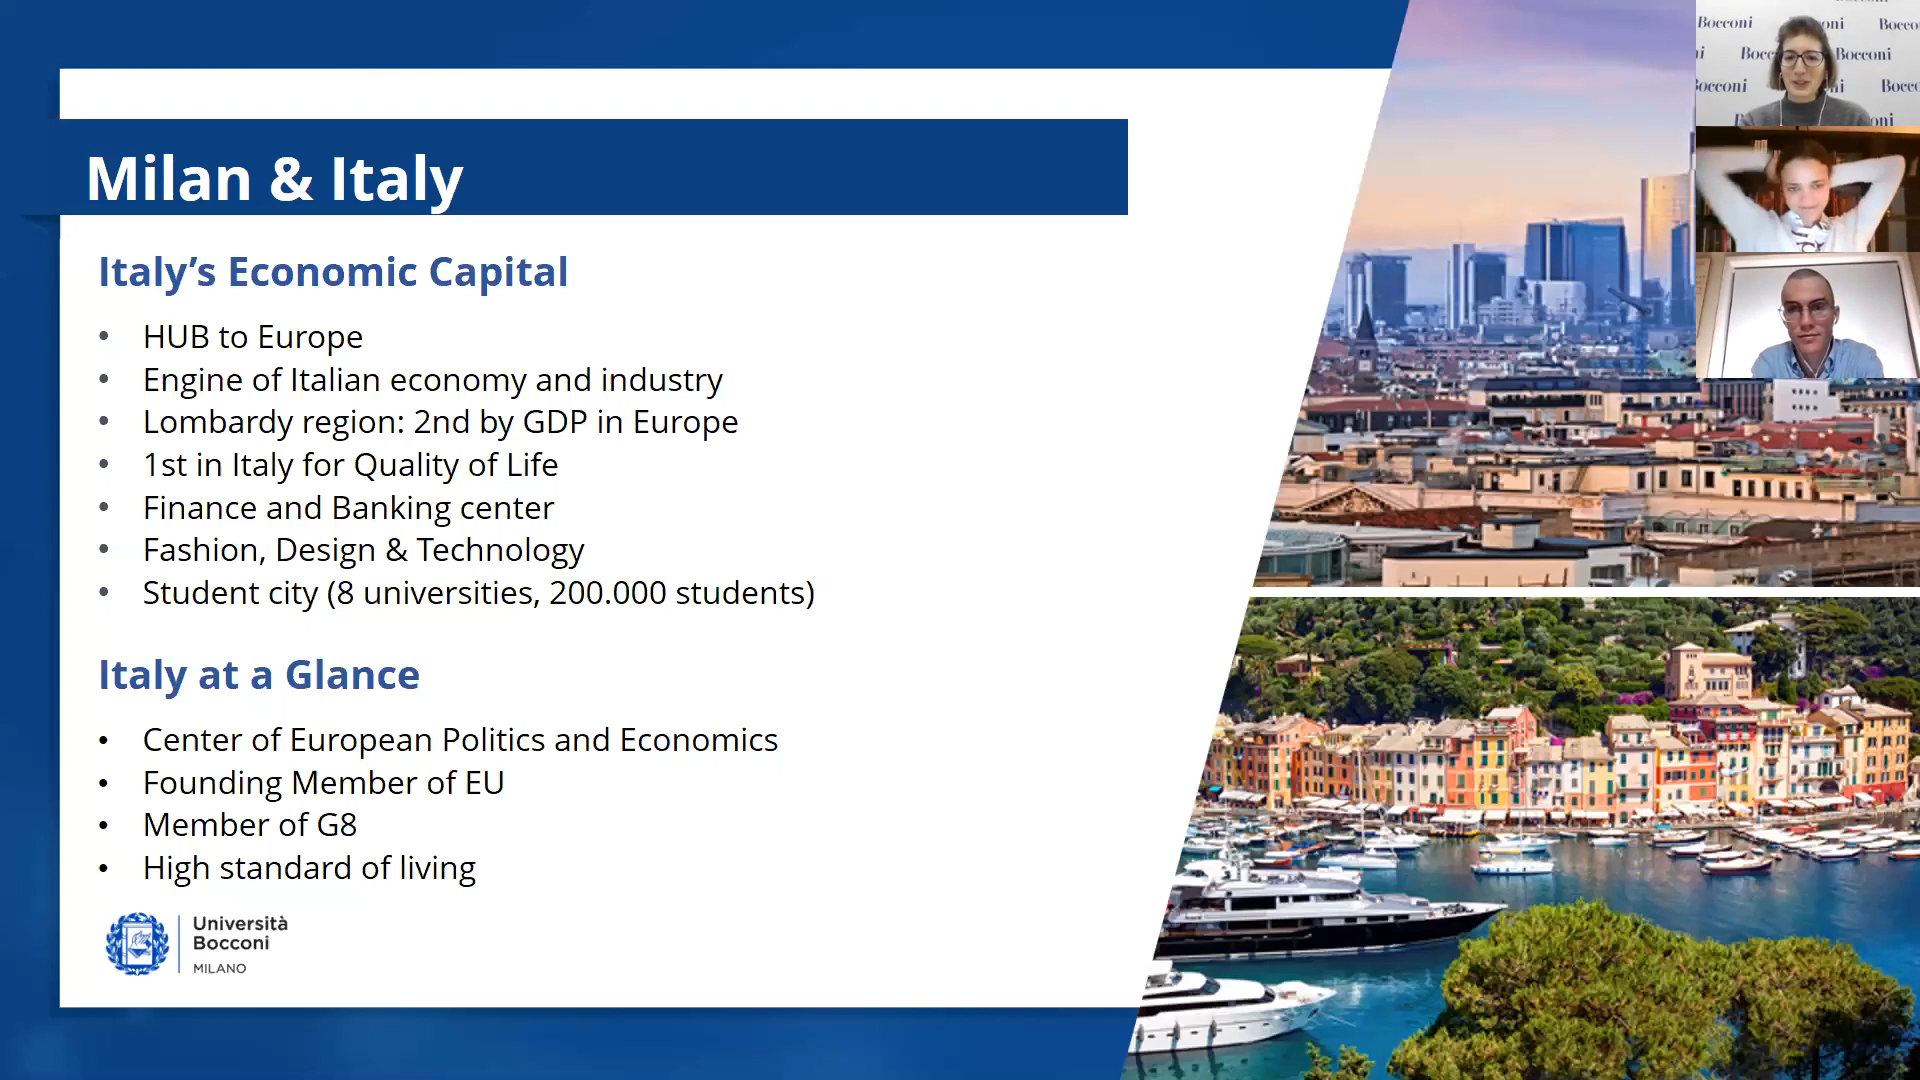 Milan & Italy
Italy’s Economic Capital
• HUB to Europe
• Engine of Italian economy and industry
• Lombardy region: 2nd by GDP in Europe
• 1st in Italy for Quality of Life
• Finance and Banking center
• Fashion, Design & Technology
• Student city (8 universities, 200.000 students)
Italy at a Glance
• Center of European Politics and Economics
• Founding Member of EU
• Member of G8
• High standard of living
Università
Bocconi
MILANO
Bocconi
Bocconi